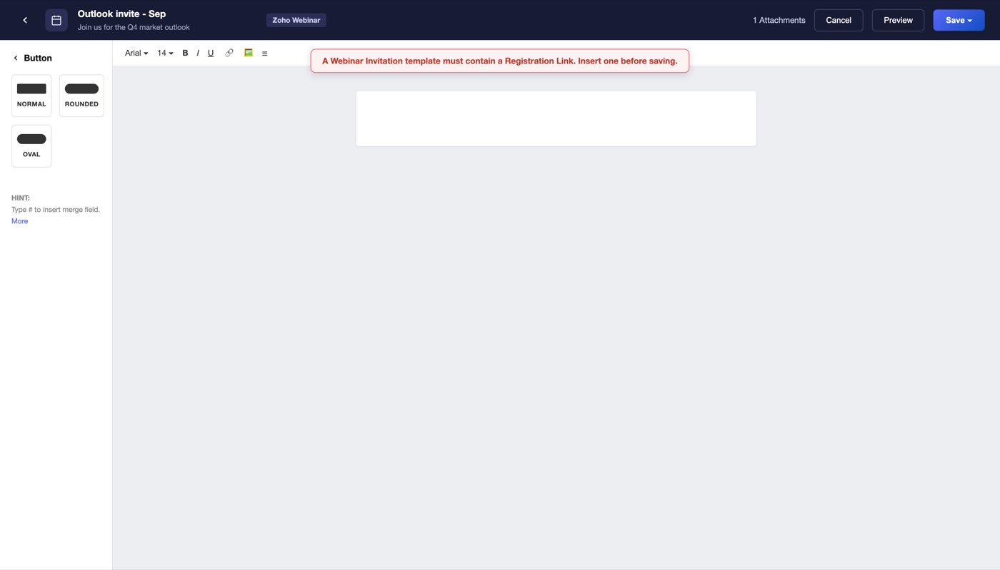 Outlook invite - Sep
Join us for the Q4 market outlook
Zoho Webinar
1 Attachments
Cancel
Preview
Save
Button
Arial
14
B
I
U
A Webinar Invitation template must contain a Registration Link. Insert one before saving.
NORMAL
ROUNDED
OVAL
HINT:
Type # to insert merge field.
More